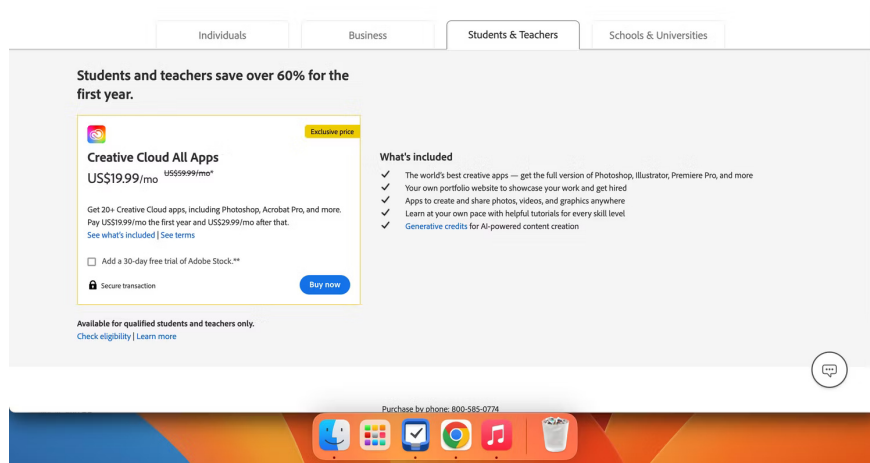 Individuals
Business
Students & Teachers
Schools & Universities
Students and teachers save over 60% for the
first year.
Exclusive price
Creative Cloud All Apps
US$19.99/mo US$59.99/mo*
Get 20+ Creative Cloud apps, including Photoshop, Acrobat Pro, and more.
Pay US$19.99/mo the first year and US$29.99/mo after that.
See what's included | See terms
Add a 30-day free trial of Adobe Stock.**
Secure transaction
Buy now
What's included
The world's best creative apps — get the full version of Photoshop, Illustrator, Premiere Pro, and more
Your own portfolio website to showcase your work and get hired
Apps to create and share photos, videos, and graphics anywhere
Learn at your own pace with helpful tutorials for every skill level
Generative credits for AI-powered content creation
Available for qualified students and teachers only.
Check eligibility | Learn more
Purchase by phone: 800-585-0774